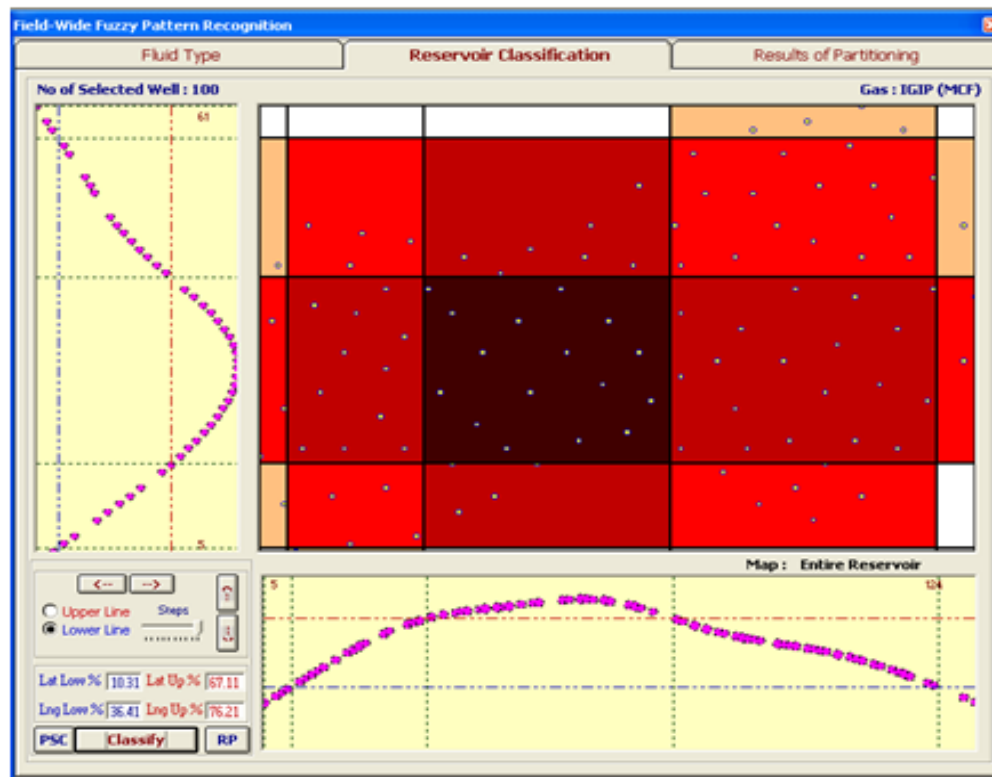 Field-Wide Fuzzy Pattern Recognition
Fluid Type
Reservoir Classification
Results of Partitioning
No of Selected Well : 100
Gas : IGIP (MCF)
61
5
Map : Entire Reservoir
<-- -->
Upper Line
Steps
Lower Line
5
124
Lat Low % 10.31 Lat Up % 67.11
Lng Low % 36.41 Lng Up % 76.21
PSC Classify RP